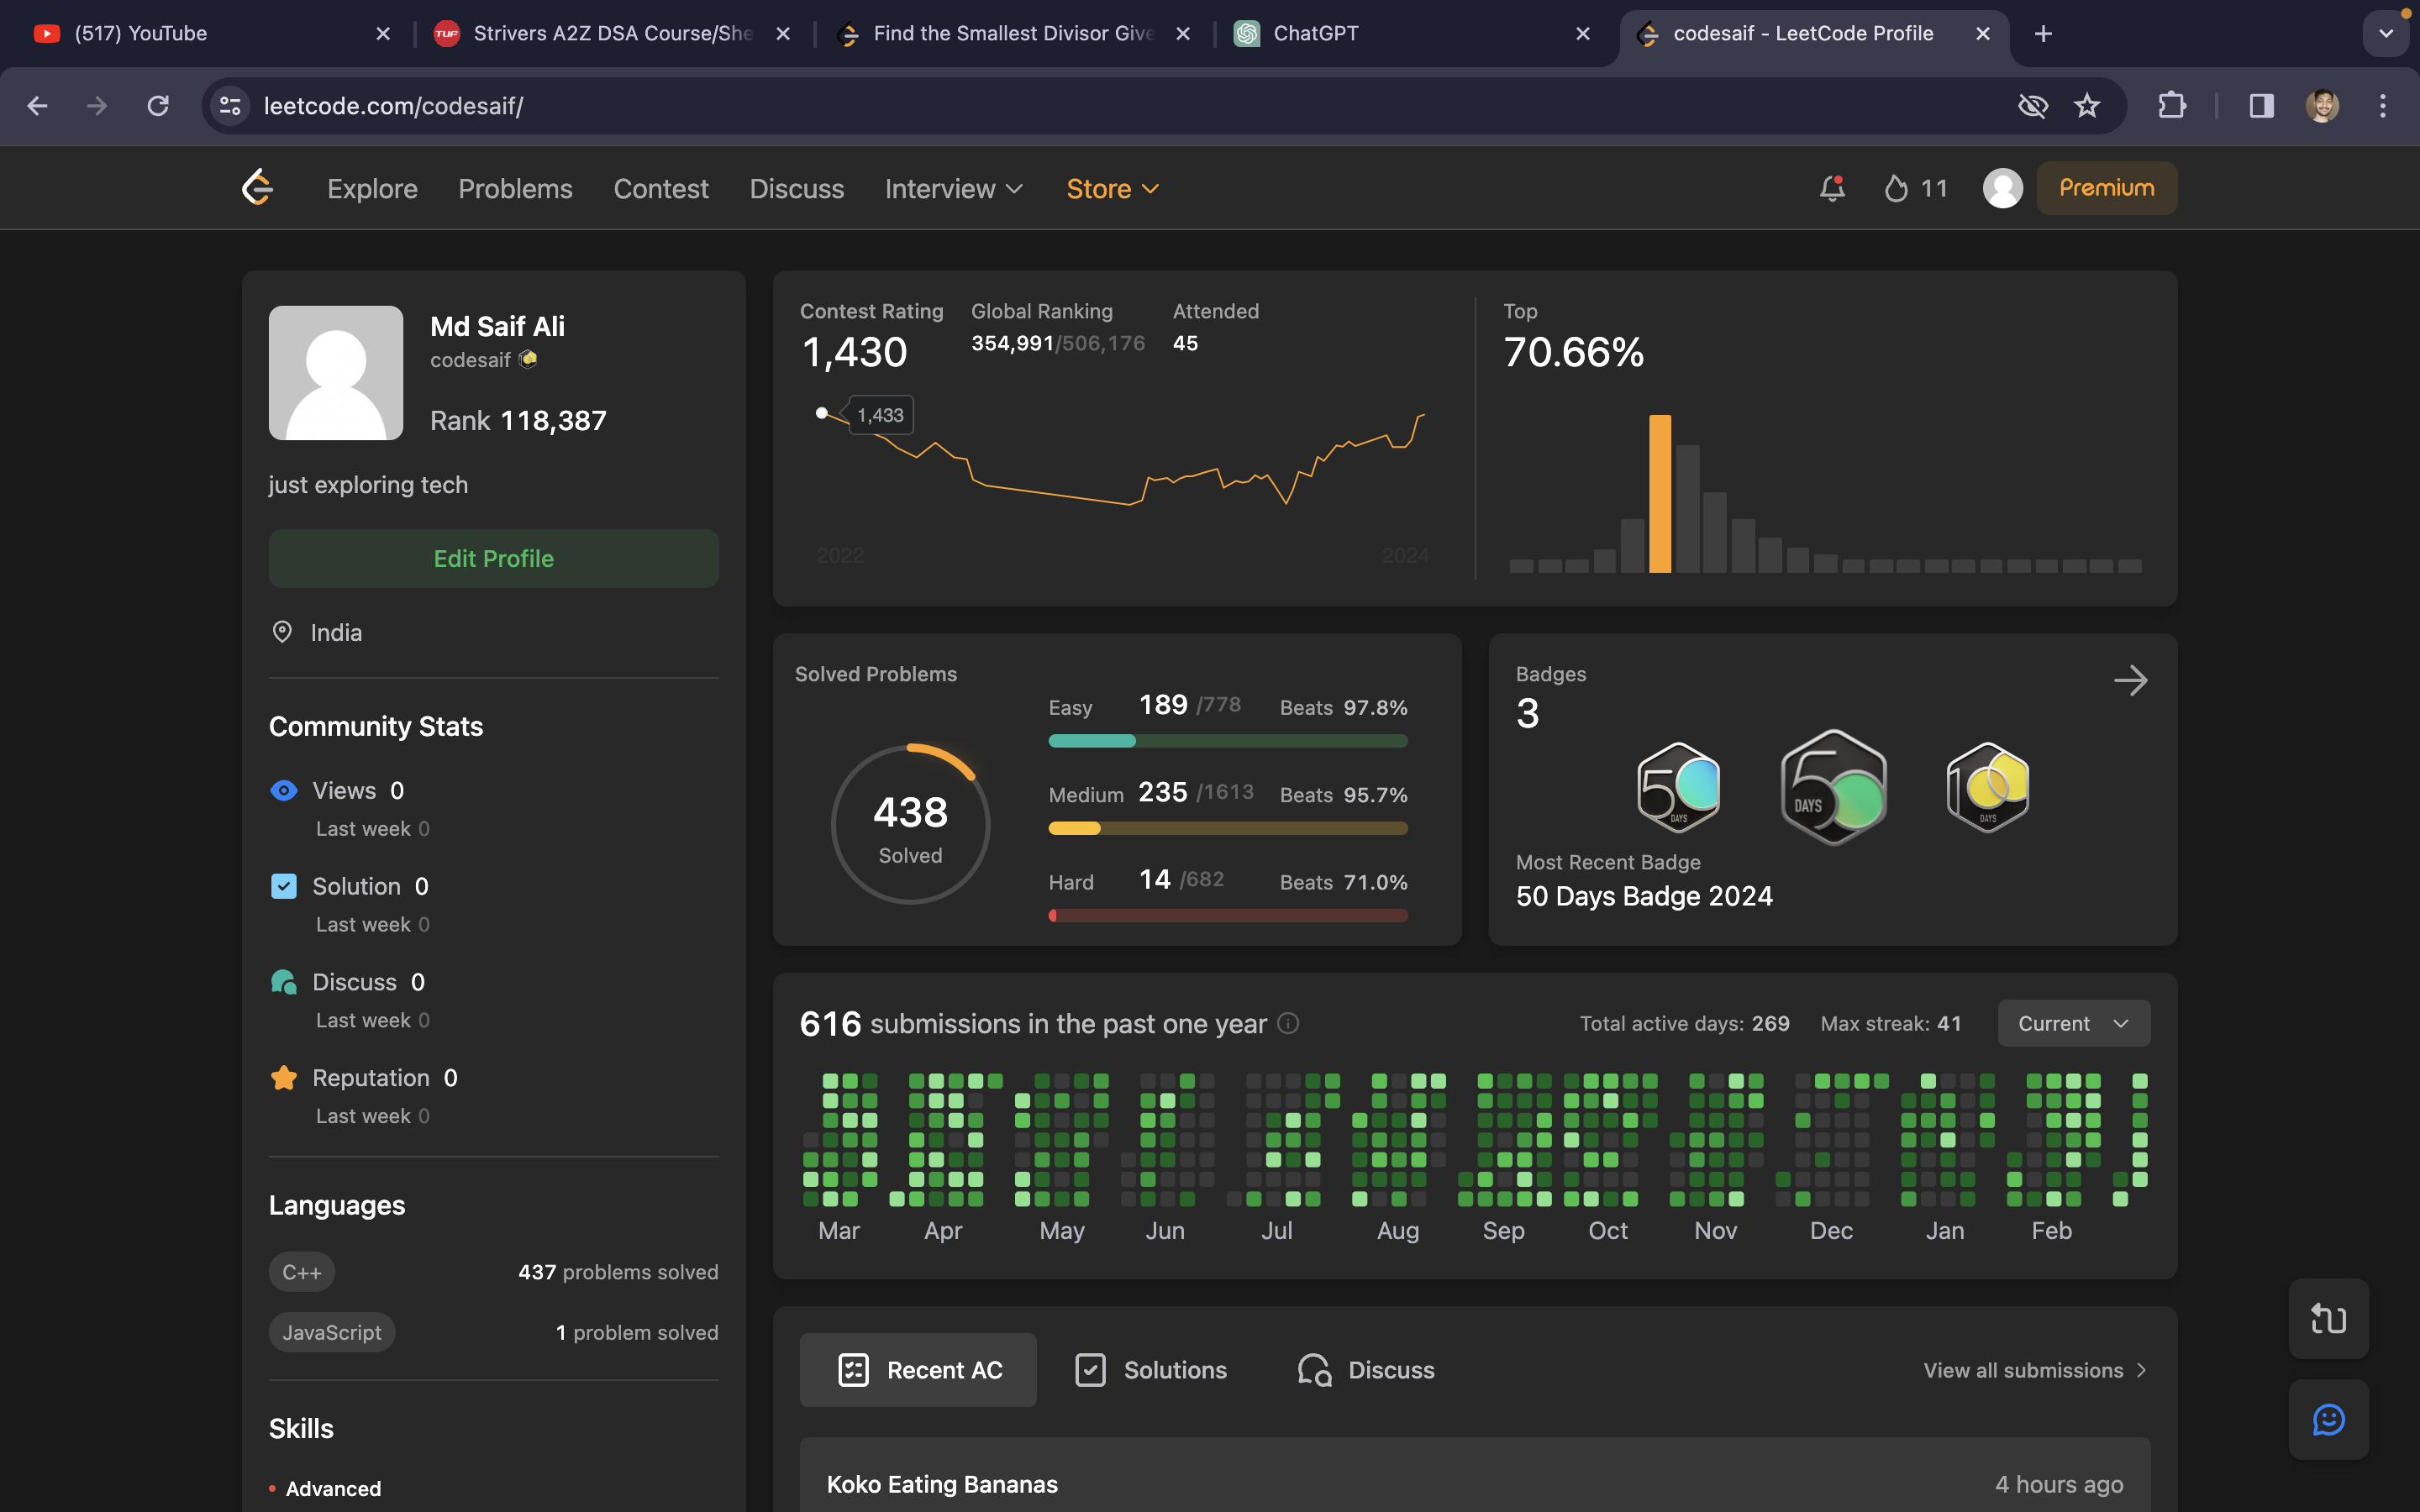 (517) YouTube
Strivers A2Z DSA Course/She
Find the Smallest Divisor Give
ChatGPT
codesaif - LeetCode Profile
leetcode.com/codesaif/
Explore Problems Contest Discuss Interview Store
11
Premium
Md Saif Ali
codesaif
Rank 118,387
just exploring tech
Edit Profile
India
Community Stats
Views 0
Last week 0
Solution 0
Last week 0
Discuss 0
Last week 0
Reputation 0
Last week 0
Languages
C++ 437 problems solved
JavaScript 1 problem solved
Skills
Advanced
Contest Rating
1,430
Global Ranking
354,991/506,176
Attended
45
1,433
2022 2024
Top
70.66%
Solved Problems
438
Solved
Easy 189 /778 Beats 97.8%
Medium 235 /1613 Beats 95.7%
Hard 14 /682 Beats 71.0%
Badges
3
50 DAYS
50 DAYS
100 DAYS
Most Recent Badge
50 Days Badge 2024
616 submissions in the past one year
Total active days: 269 Max streak: 41 Current
Mar Apr May Jun Jul Aug Sep Oct Nov Dec Jan Feb
Recent AC Solutions Discuss View all submissions
Koko Eating Bananas 4 hours ago